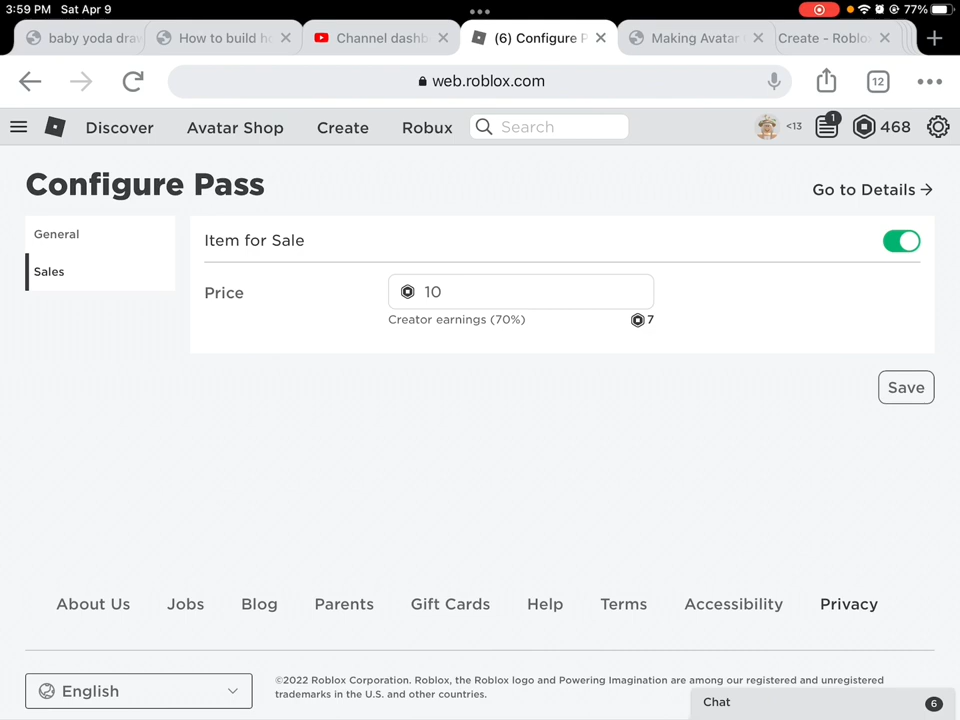 3:59 PM Sat Apr 9 77%
baby yoda dra How to build h Channel dashb (6) Configure P Making Avatar Create - Roblox
web.roblox.com 12
Discover Avatar Shop Create Robux Search <13 1 468
Configure Pass
Go to Details
General
Item for Sale
Sales
Price 10
Creator earnings (70%) 7
Save
About Us Jobs Blog Parents Gift Cards Help Terms Accessibility Privacy
English
©2022 Roblox Corporation. Roblox, the Roblox logo and Powering Imagination are among our registered and unregistered
trademarks in the U.S. and other countries.
Chat 6